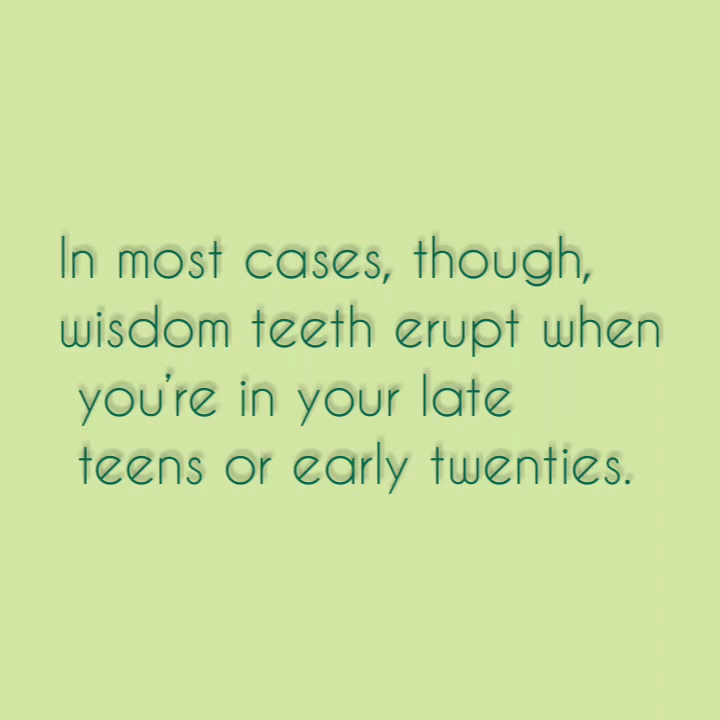 In most cases, though,
wisdom teeth erupt when
you're in your late
teens or early twenties.